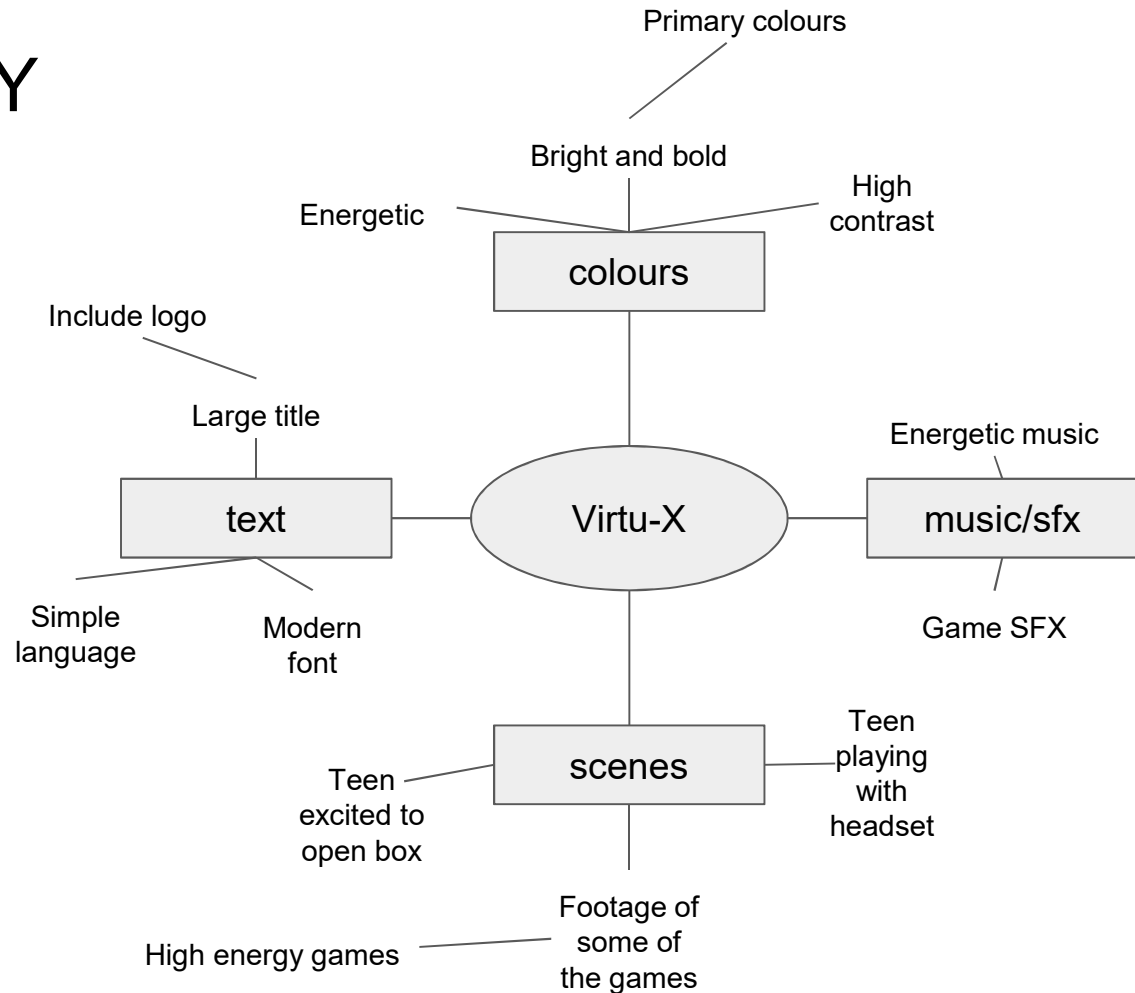 Y
Primary colours
Bright and bold
High
contrast
Energetic
colours
Include logo
Large title
Energetic music
text
Virtu-X
music/sfx
Simple
language
Modern
font
Game SFX
scenes
Teen
playing
with
headset
Teen
excited to
open box
Footage of
some of
the games
High energy games